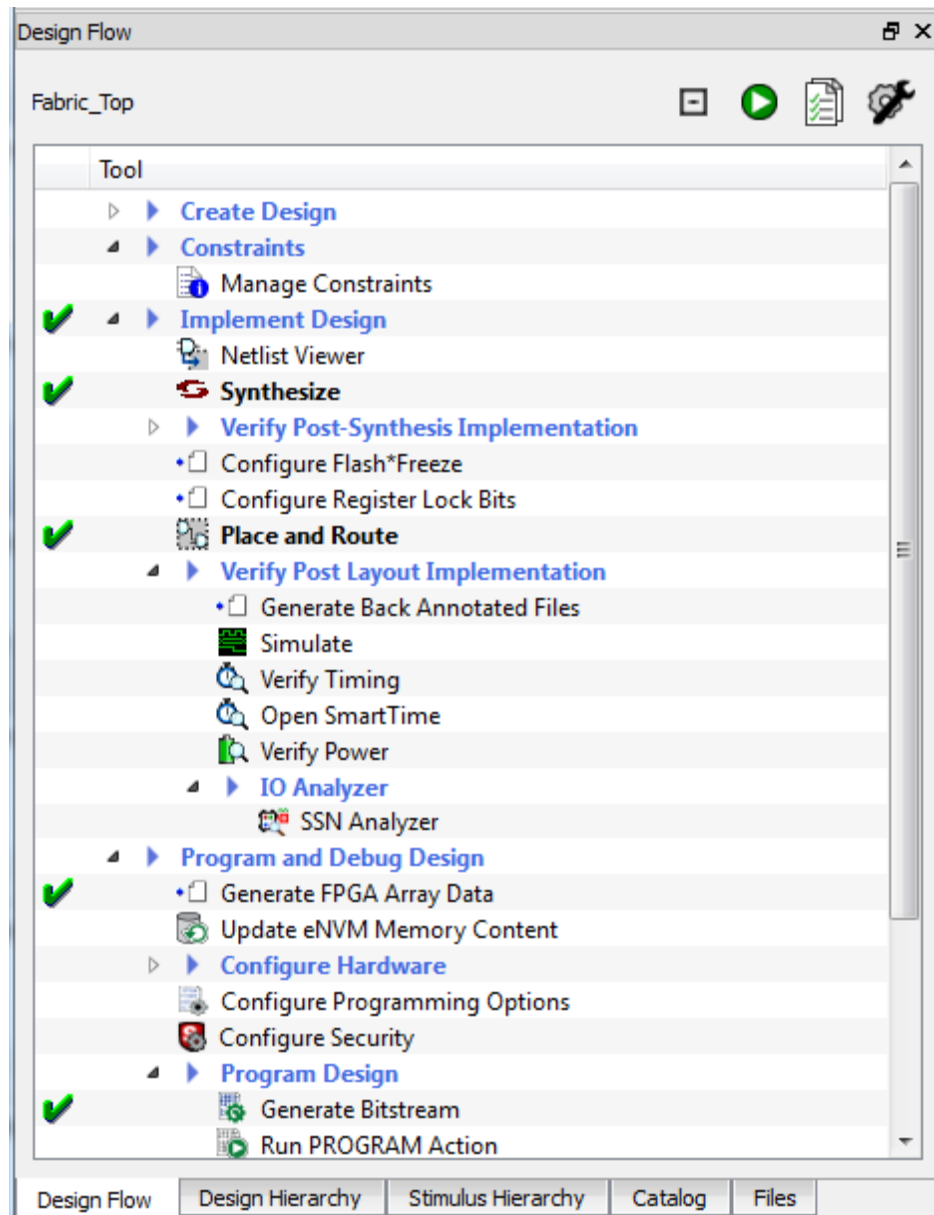 Design Flow
Fabric_Top
Tool
Create Design
Constraints
Manage Constraints
Implement Design
Netlist Viewer
Synthesize
Verify Post-Synthesis Implementation
Configure Flash*Freeze
Configure Register Lock Bits
Place and Route
Verify Post Layout Implementation
Generate Back Annotated Files
Simulate
Verify Timing
Open SmartTime
Verify Power
IO Analyzer
SSN Analyzer
Program and Debug Design
Generate FPGA Array Data
Update eNVM Memory Content
Configure Hardware
Configure Programming Options
Configure Security
Program Design
Generate Bitstream
Run PROGRAM Action
Design Flow Design Hierarchy Stimulus Hierarchy Catalog Files